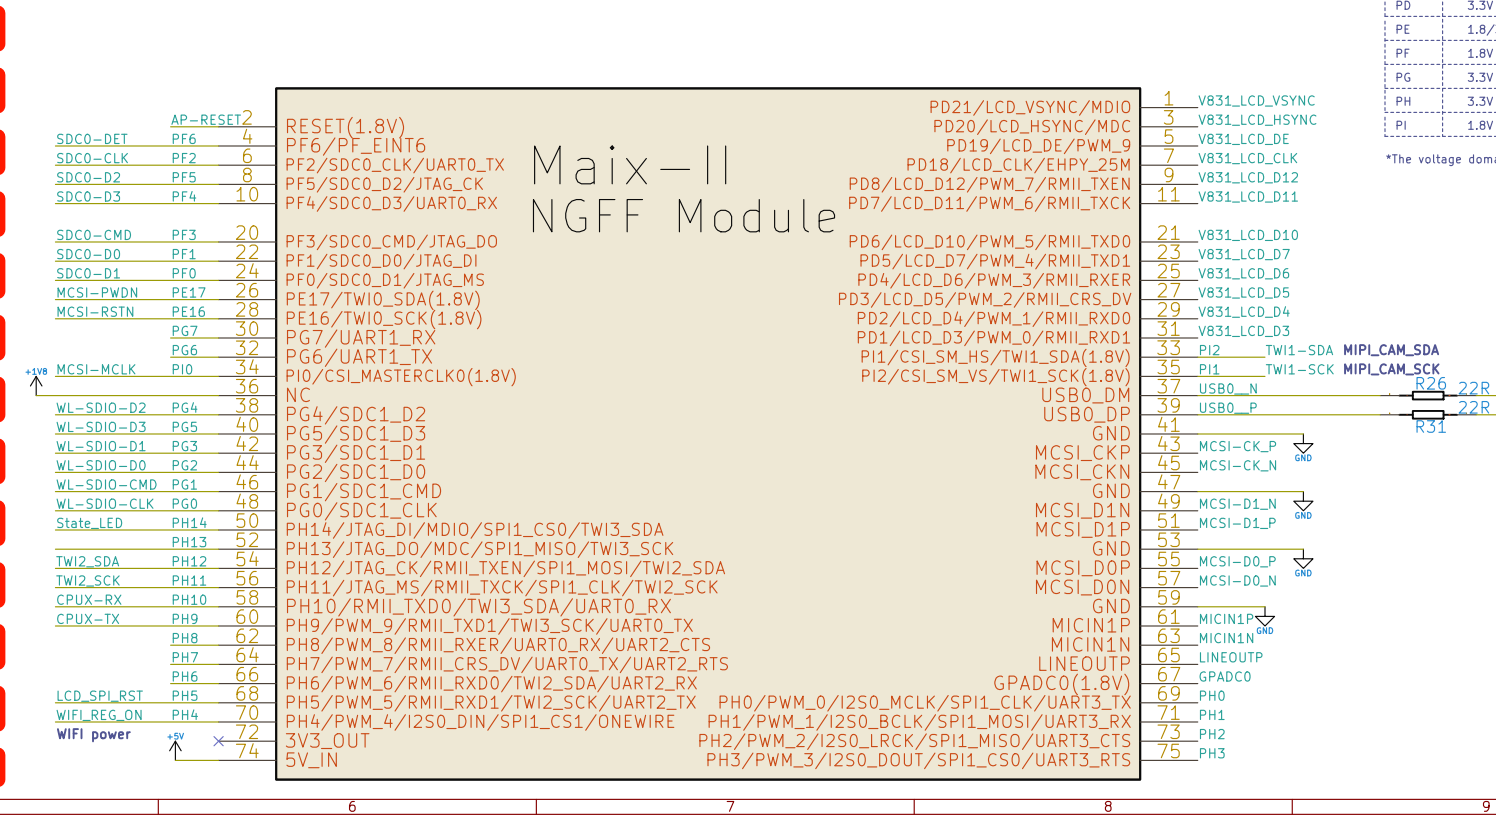 PD 3.3V
PE 1.8/
PF 1.8V
PG 3.3V
PH 3.3V
PI 1.8V
*The voltage doma
Maix-II
NGFF Module
AP-RESET 2 RESET(1.8V)
SDC0-DET PF6 4 PF6/PF_EINT6
SDC0-CLK PF2 6 PF2/SDC0_CLK/UART0_TX
SDC0-D2 PF5 8 PF5/SDC0_D2/JTAG_CK
SDC0-D3 PF4 10 PF4/SDC0_D3/UART0_RX
SDC0-CMD PF3 20 PF3/SDC0_CMD/JTAG_DO
SDC0-D0 PF1 22 PF1/SDC0_D0/JTAG_DI
SDC0-D1 PF0 24 PF0/SDC0_D1/JTAG_MS
MCSI-PWDN PE17 26 PE17/TWI0_SDA(1.8V)
MCSI-RSTN PE16 28 PE16/TWI0_SCK(1.8V)
PG7 30 PG7/UART1_RX
PG6 32 PG6/UART1_TX
MCSI-MCLK PI0 34 PI0/CSI_MASTERCLK0(1.8V)
+1V8 36 NC
WL-SDIO-D2 PG4 38 PG4/SDC1_D2
WL-SDIO-D3 PG5 40 PG5/SDC1_D3
WL-SDIO-D1 PG3 42 PG3/SDC1_D1
WL-SDIO-D0 PG2 44 PG2/SDC1_D0
WL-SDIO-CMD PG1 46 PG1/SDC1_CMD
WL-SDIO-CLK PG0 48 PG0/SDC1_CLK
State_LED PH14 50 PH14/JTAG_DI/MDIO/SPI1_CS0/TWI3_SDA
PH13 52 PH13/JTAG_DO/MDC/SPI1_MISO/TWI3_SCK
TWI2_SDA PH12 54 PH12/JTAG_CK/RMII_TXEN/SPI1_MOSI/TWI2_SDA
TWI2_SCK PH11 56 PH11/JTAG_MS/RMII_TXCK/SPI1_CLK/TWI2_SCK
CPUX-RX PH10 58 PH10/RMII_TXD0/TWI3_SDA/UART0_RX
CPUX-TX PH9 60 PH9/PWM_9/RMII_TXD1/TWI3_SCK/UART0_TX
PH8 62 PH8/PWM_8/RMII_RXER/UART0_RX/UART2_CTS
PH7 64 PH7/PWM_7/RMII_CRS_DV/UART0_TX/UART2_RTS
PH6 66 PH6/PWM_6/RMII_RXD0/TWI2_SDA/UART2_RX
LCD_SPI_RST PH5 68 PH5/PWM_5/RMII_RXD1/TWI2_SCK/UART2_TX
WIFI_REG_ON PH4 70 PH4/PWM_4/I2S0_DIN/SPI1_CS1/ONEWIRE
WIFI power 72 3V3_OUT
+5V 74 5V_IN
PD21/LCD_VSYNC/MDIO 1 V831_LCD_VSYNC
PD20/LCD_HSYNC/MDC 3 V831_LCD_HSYNC
PD19/LCD_DE/PWM_9 5 V831_LCD_DE
PD18/LCD_CLK/EHPY_25M 7 V831_LCD_CLK
PD8/LCD_D12/PWM_7/RMII_TXEN 9 V831_LCD_D12
PD7/LCD_D11/PWM_6/RMII_TXCK 11 V831_LCD_D11
PD6/LCD_D10/PWM_5/RMII_TXD0 21 V831_LCD_D10
PD5/LCD_D7/PWM_4/RMII_TXD1 23 V831_LCD_D7
PD4/LCD_D6/PWM_3/RMII_RXER 25 V831_LCD_D6
PD3/LCD_D5/PWM_2/RMII_CRS_DV 27 V831_LCD_D5
PD2/LCD_D4/PWM_1/RMII_RXD0 29 V831_LCD_D4
PD1/LCD_D3/PWM_0/RMII_RXD1 31 V831_LCD_D3
PI1/CSI_SM_HS/TWI1_SDA(1.8V) 33 PI2 TWI1-SDA MIPI_CAM_SDA
PI2/CSI_SM_VS/TWI1_SCK(1.8V) 35 PI1 TWI1-SCK MIPI_CAM_SCK
USB0_DM 37 USB0__N R26 22R
USB0_DP 39 USB0__P R31 22R
GND 41 GND
MCSI_CKP 43 MCSI-CK_P
MCSI_CKN 45 MCSI-CK_N
GND 47 GND
MCSI_D1N 49 MCSI-D1_N
MCSI_D1P 51 MCSI-D1_P
GND 53 GND
MCSI_D0P 55 MCSI-D0_P
MCSI_D0N 57 MCSI-D0_N
GND 59 GND
MICIN1P 61 MICIN1P
MICIN1N 63 MICIN1N
LINEOUTP 65 LINEOUTP
GPADC0(1.8V) 67 GPADC0
PH0/PWM_0/I2S0_MCLK/SPI1_CLK/UART3_TX 69 PH0
PH1/PWM_1/I2S0_BCLK/SPI1_MOSI/UART3_RX 71 PH1
PH2/PWM_2/I2S0_LRCK/SPI1_MISO/UART3_CTS 73 PH2
PH3/PWM_3/I2S0_DOUT/SPI1_CS0/UART3_RTS 75 PH3
6 7 8 9